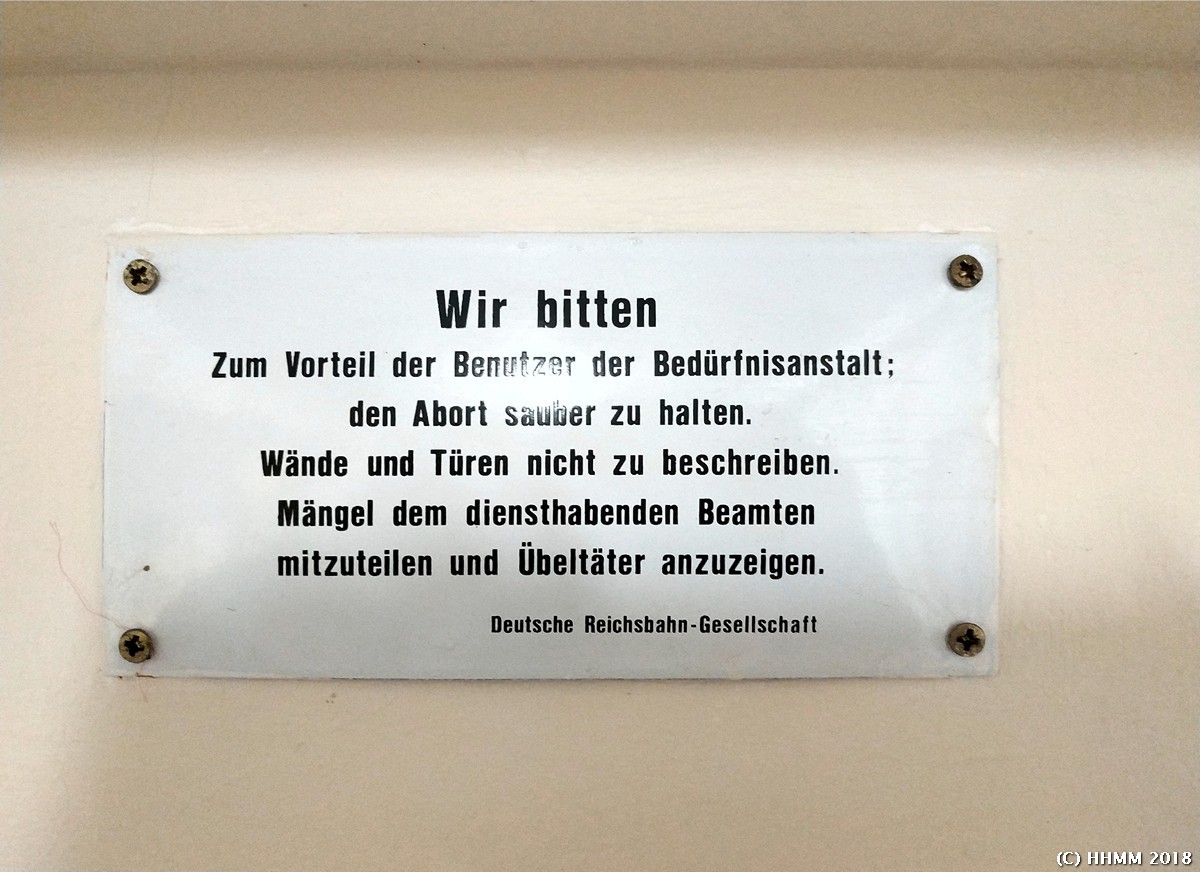 Wir bitten
Zum Vorteil der Benutzer der Bedürfnisanstalt;
den Abort sauber zu halten.
Wände und Türen nicht zu beschreiben.
Mängel dem diensthabenden Beamten
mitzuteilen und Übeltäter anzuzeigen.
Deutsche Reichsbahn-Gesellschaft
(C) HHMM 2018